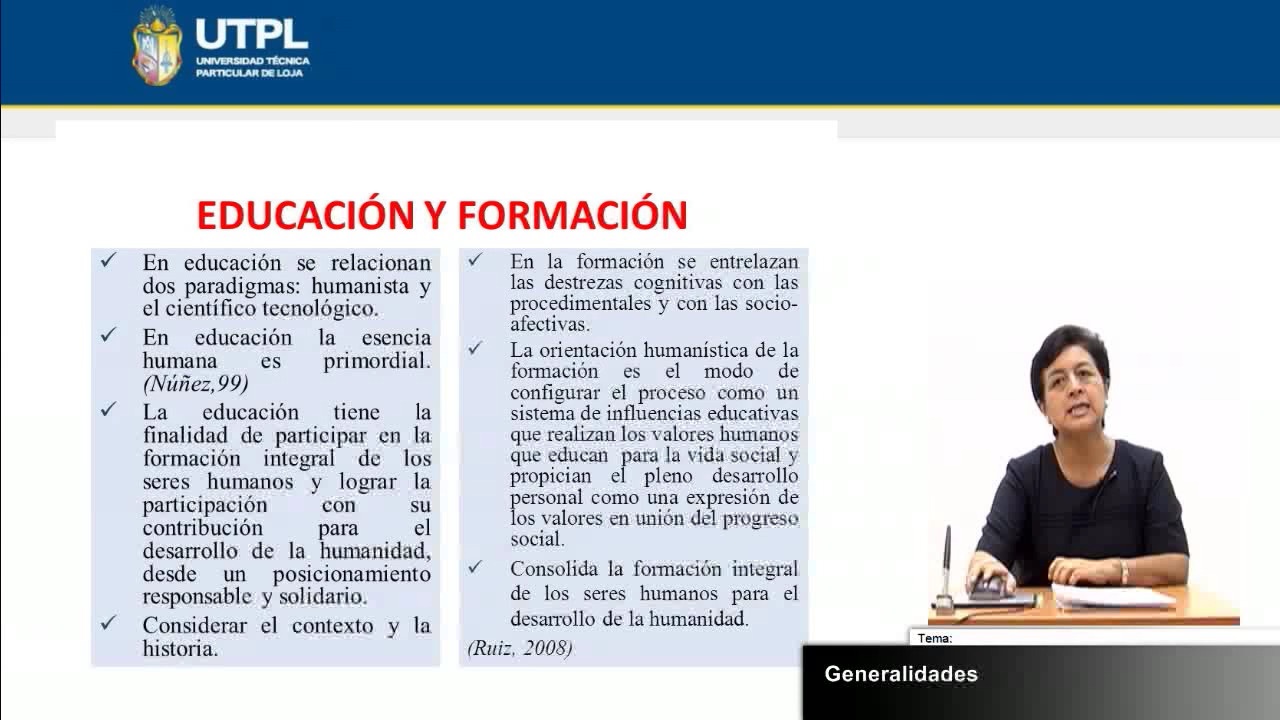 UTPL
UNIVERSIDAD TÉCNICA
PARTICULAR DE LOJA
EDUCACIÓN Y FORMACIÓN
✓ En educación se relacionan
dos paradigmas: humanista y
el científico tecnológico.
✓ En educación la esencia
humana es primordial.
(Núñez,99)
✓ La educación tiene la
finalidad de participar en la
formación integral de los
seres humanos y lograr la
participación con su
contribución para el
desarrollo de la humanidad,
desde un posicionamiento
responsable y solidario.
✓ Considerar el contexto y la
historia.
✓ En la formación se entrelazan
las destrezas cognitivas con las
procedimentales y con las socio-
afectivas.
✓ La orientación humanística de la
formación es el modo de
configurar el proceso como un
sistema de influencias educativas
que realizan los valores humanos
que educan para la vida social y
propician el pleno desarrollo
personal como una expresión de
los valores en unión del progreso
social.
✓ Consolida la formación integral
de los seres humanos para el
desarrollo de la humanidad.
(Ruiz, 2008)
Tema:
Generalidades